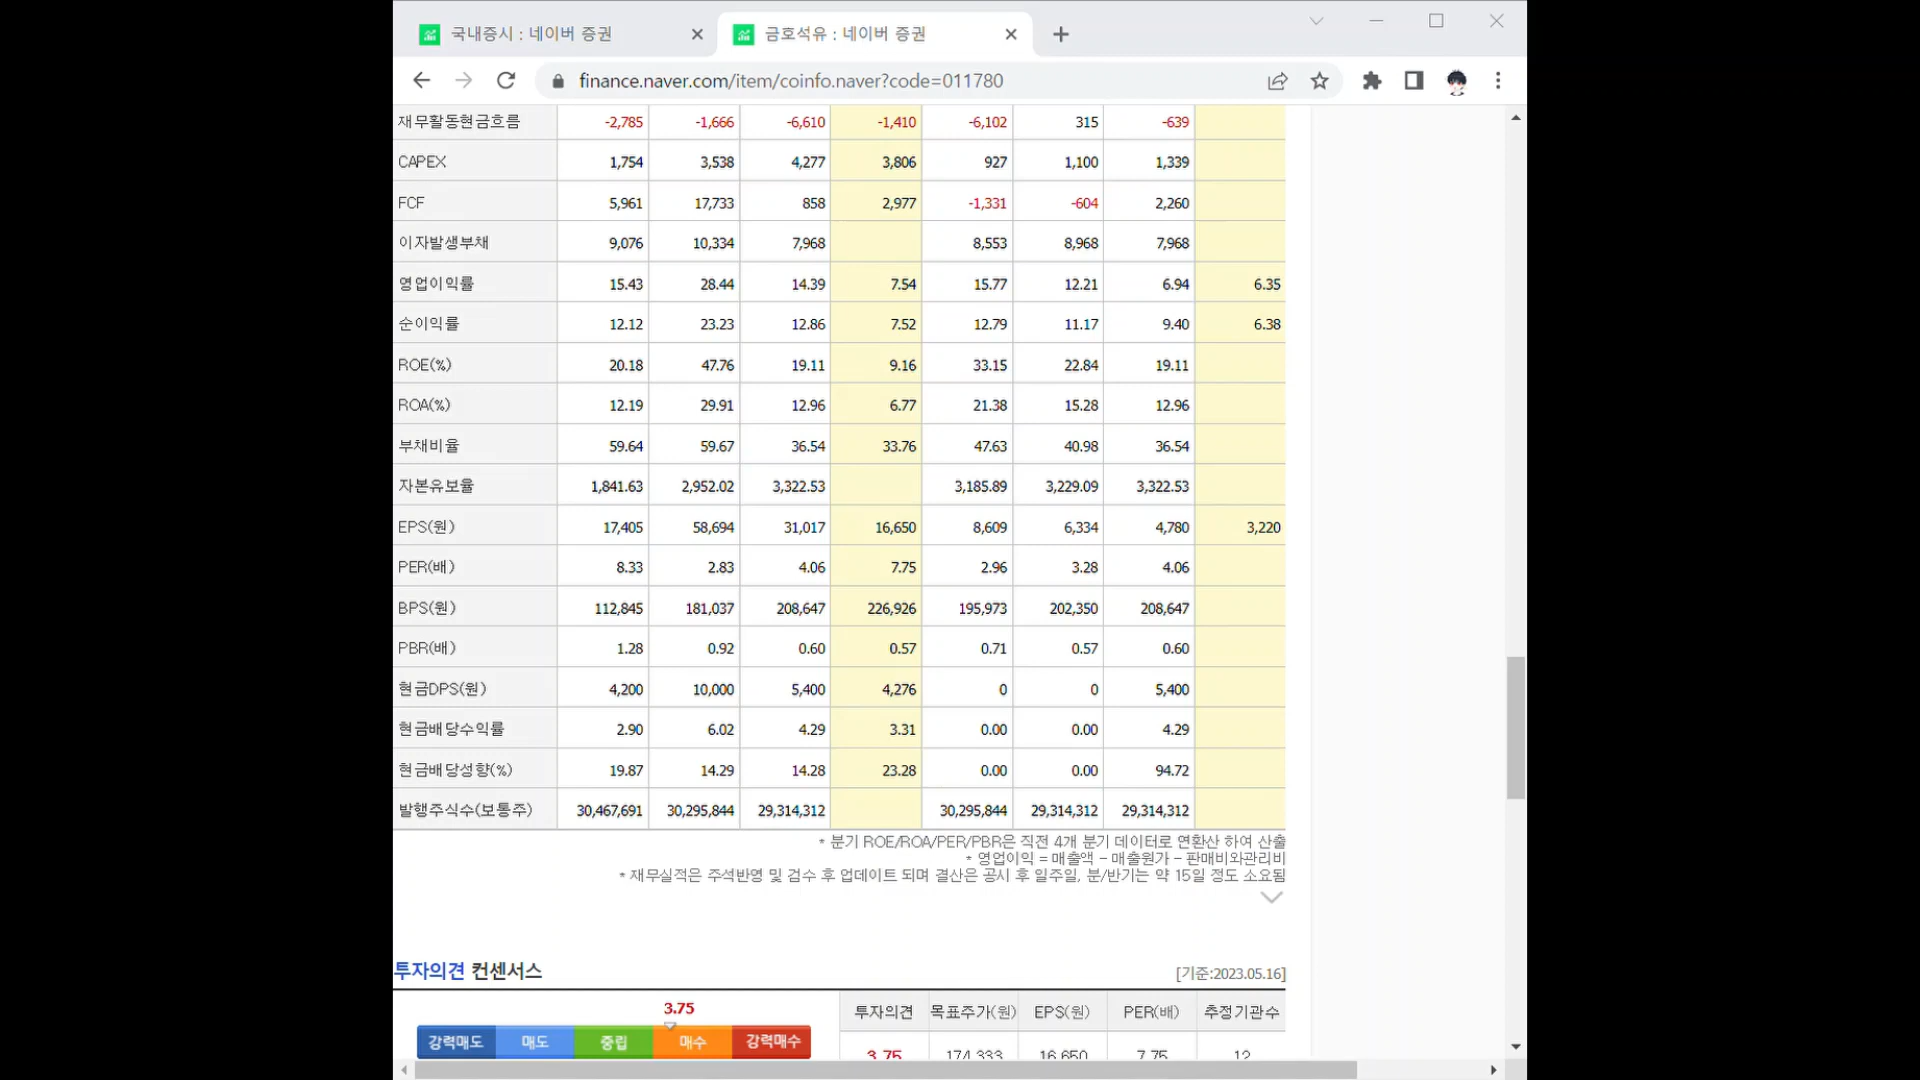 국내증시 : 네이버 증권
금호석유 : 네이버 증권
finance.naver.com/item/coinfo.naver?code=011780
재무활동현금흐름 -2,785 -1,666 -6,610 -1,410 -6,102 315 -639
CAPEX 1,754 3,538 4,277 3,806 927 1,100 1,339
FCF 5,961 17,733 858 2,977 -1,331 -604 2,260
이자발생부채 9,076 10,334 7,968 8,553 8,968 7,968
영업이익률 15.43 28.44 14.39 7.54 15.77 12.21 6.94 6.35
순이익률 12.12 23.23 12.86 7.52 12.79 11.17 9.40 6.38
ROE(%) 20.18 47.76 19.11 9.16 33.15 22.84 19.11
ROA(%) 12.19 29.91 12.96 6.77 21.38 15.28 12.96
부채비율 59.64 59.67 36.54 33.76 47.63 40.98 36.54
자본유보율 1,841.63 2,952.02 3,322.53 3,185.89 3,229.09 3,322.53
EPS(원) 17,405 58,694 31,017 16,650 8,609 6,334 4,780 3,220
PER(배) 8.33 2.83 4.06 7.75 2.96 3.28 4.06
BPS(원) 112,845 181,037 208,647 226,926 195,973 202,350 208,647
PBR(배) 1.28 0.92 0.60 0.57 0.71 0.57 0.60
현금DPS(원) 4,200 10,000 5,400 4,276 0 0 5,400
현금배당수익률 2.90 6.02 4.29 3.31 0.00 0.00 4.29
현금배당성향(%) 19.87 14.29 14.28 23.28 0.00 0.00 94.72
발행주식수(보통주) 30,467,691 30,295,844 29,314,312 30,295,844 29,314,312 29,314,312
* 분기 ROE/ROA/PER/PBR은 직전 4개 분기 데이터로 연환산 하여 산출
* 영업이익 = 매출액 - 매출원가 - 판매비와관리비
* 재무실적은 주석반영 및 검수 후 업데이트 되며 결산은 공시 후 일주일, 분/반기는 약 15일 정도 소요됨
투자의견 컨센서스 [기준:2023.05.16]
3.75
강력매도 매도 중립 매수 강력매수
투자의견 목표주가(원) EPS(원) PER(배) 추정기관수
3.75 174,333 16,650 7.75 12